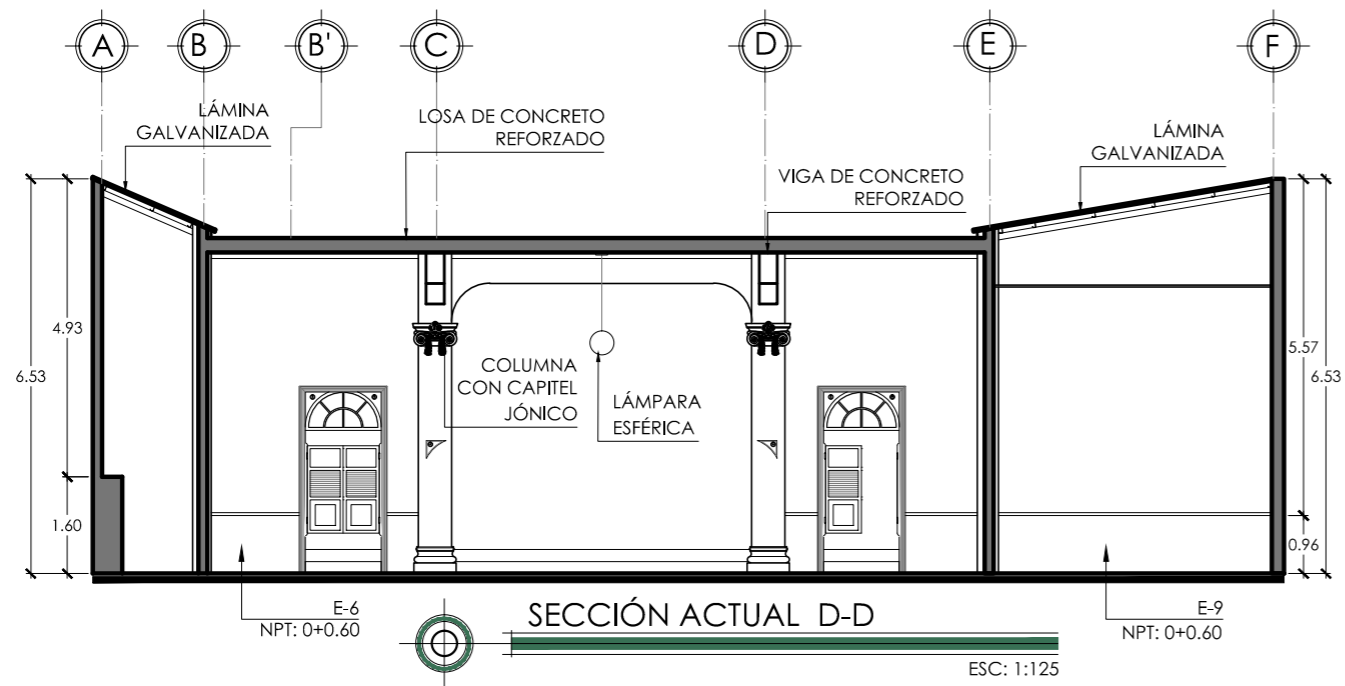 A
B
B'
C
D
E
F
LÁMINA
GALVANIZADA
LOSA DE CONCRETO
REFORZADO
VIGA DE CONCRETO
REFORZADO
LÁMINA
GALVANIZADA
6.53
4.93
1.60
COLUMNA
CON CAPITEL
JÓNICO
LÁMPARA
ESFÉRICA
5.57
6.53
0.96
E-6
NPT: 0+0.60
E-9
NPT: 0+0.60
SECCIÓN ACTUAL D-D
ESC: 1:125